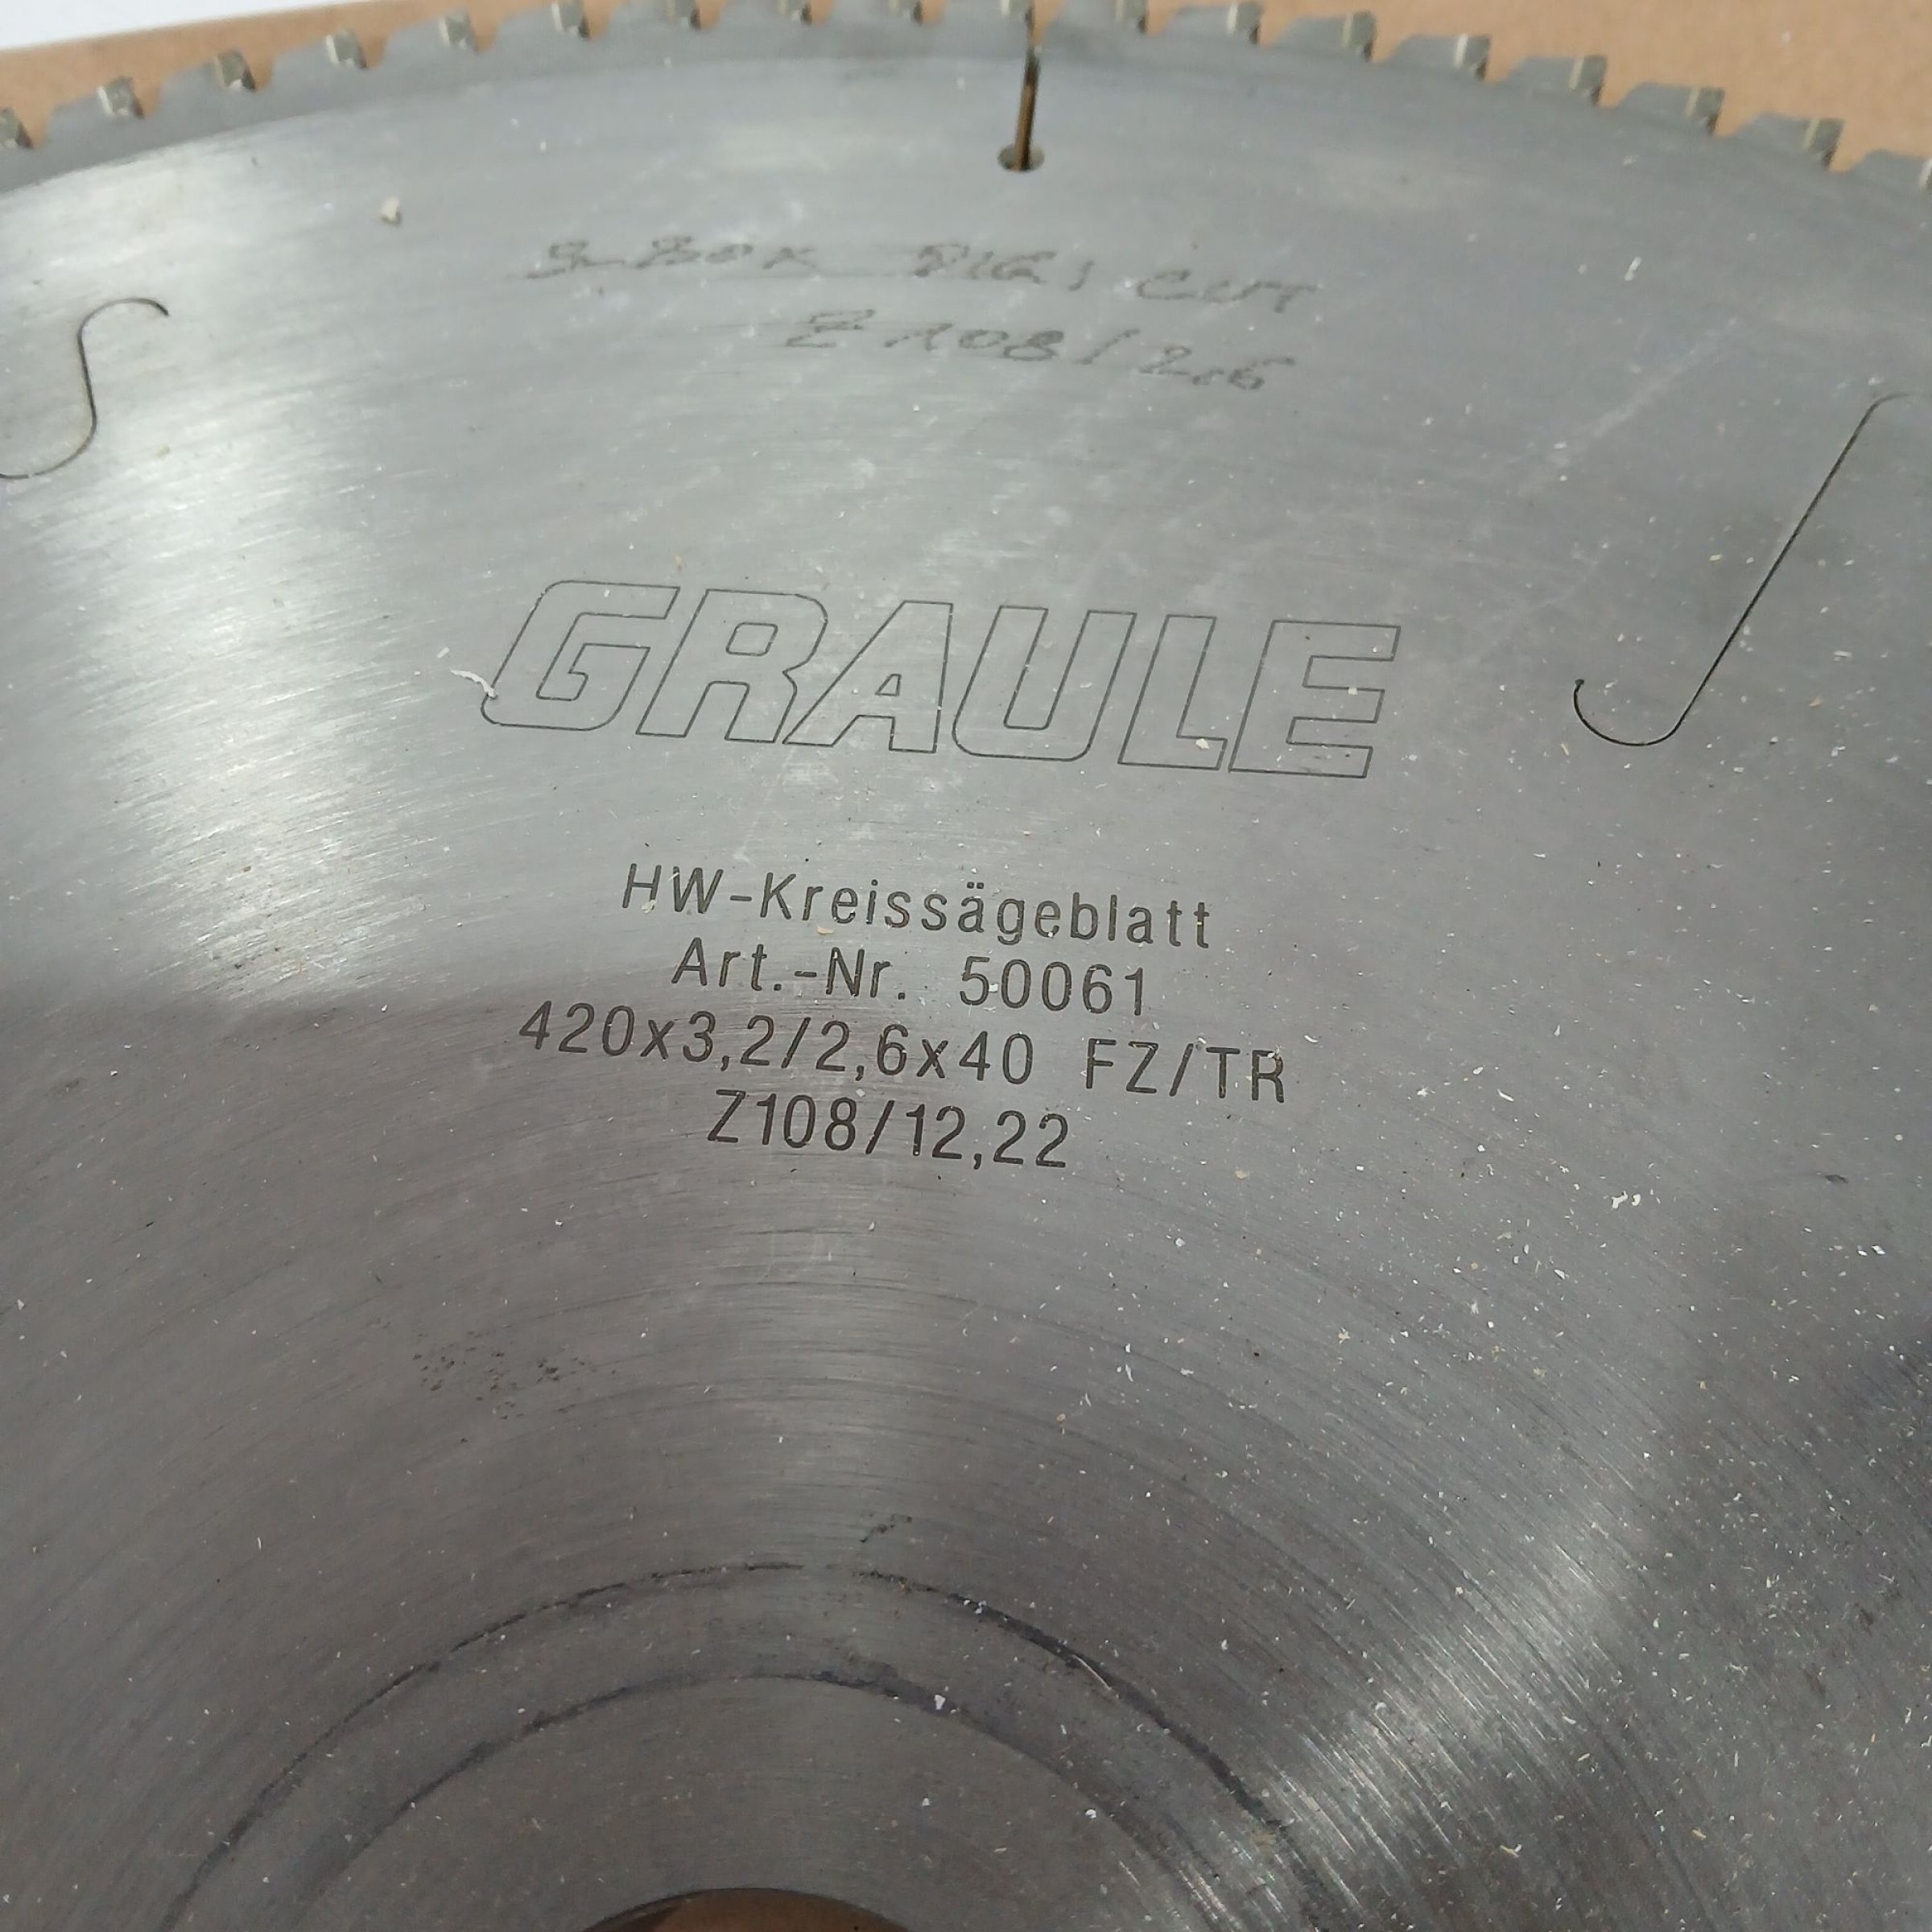 CUT
Z108/2.6
GRAULE
HW-Kreissägeblatt
Art.-Nr. 50061
420x3,2/2,6x40 FZ/TR
Z108/12,22